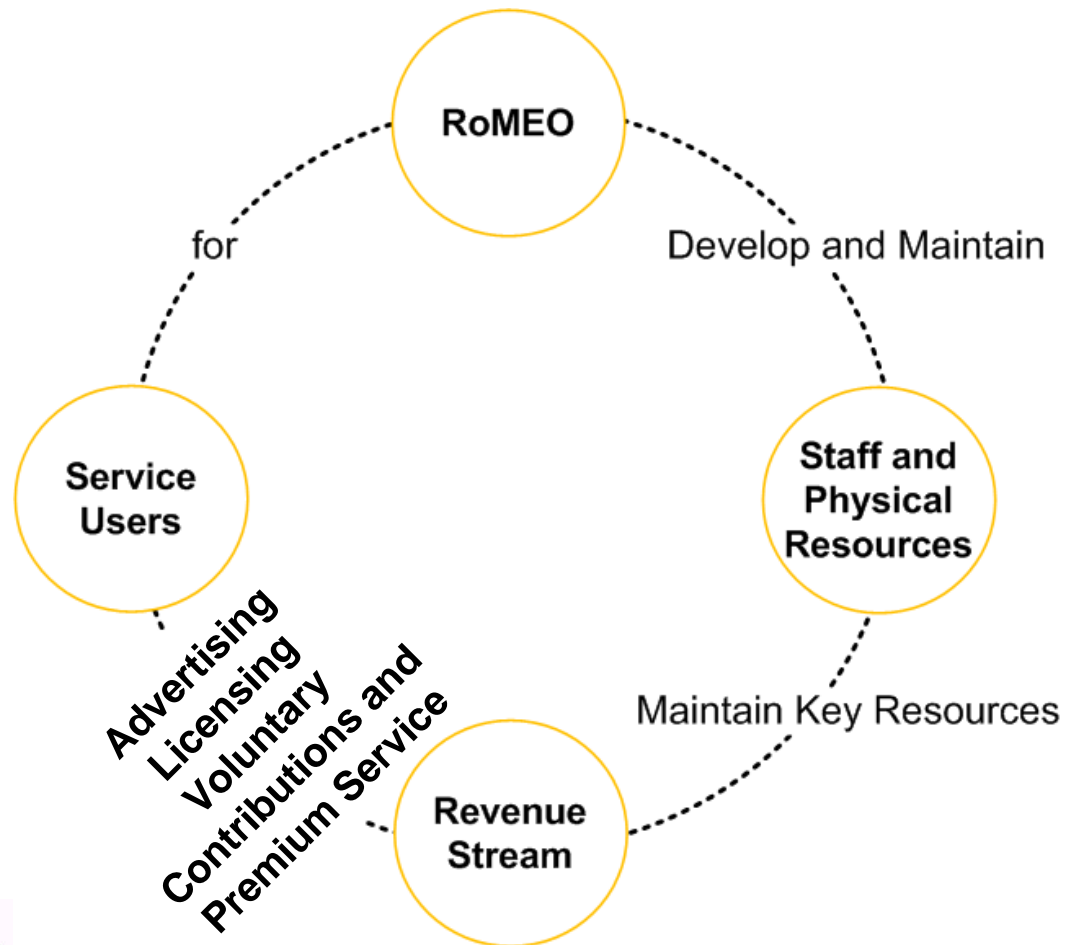 RoMEO
for
Develop and Maintain
Service
Users
Staff and
Physical
Resources
Advertising
Licensing
Voluntary
Contributions and
Premium Service
Maintain Key Resources
Revenue
Stream